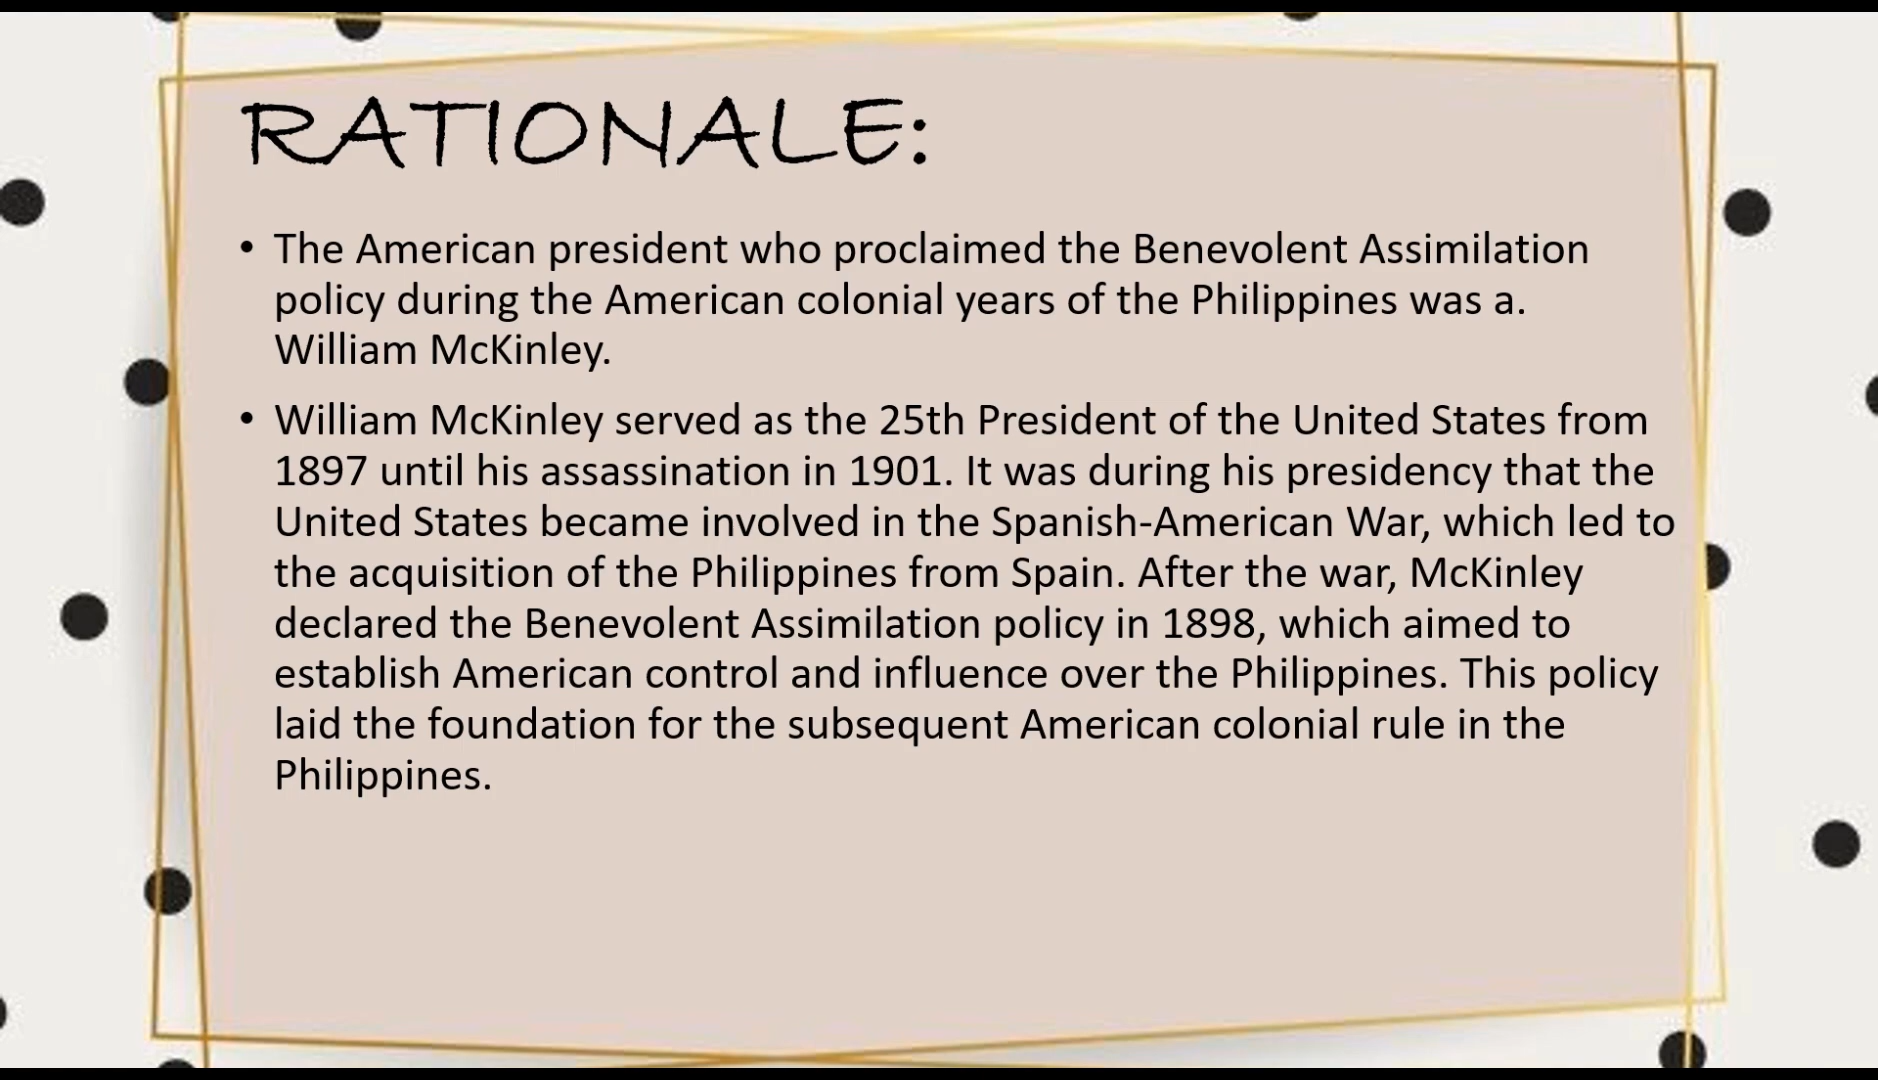 RATIONALE:
• The American president who proclaimed the Benevolent Assimilation
policy during the American colonial years of the Philippines was a.
William McKinley.
• William McKinley served as the 25th President of the United States from
1897 until his assassination in 1901. It was during his presidency that the
United States became involved in the Spanish-American War, which led to
the acquisition of the Philippines from Spain. After the war, McKinley
declared the Benevolent Assimilation policy in 1898, which aimed to
establish American control and influence over the Philippines. This policy
laid the foundation for the subsequent American colonial rule in the
Philippines.